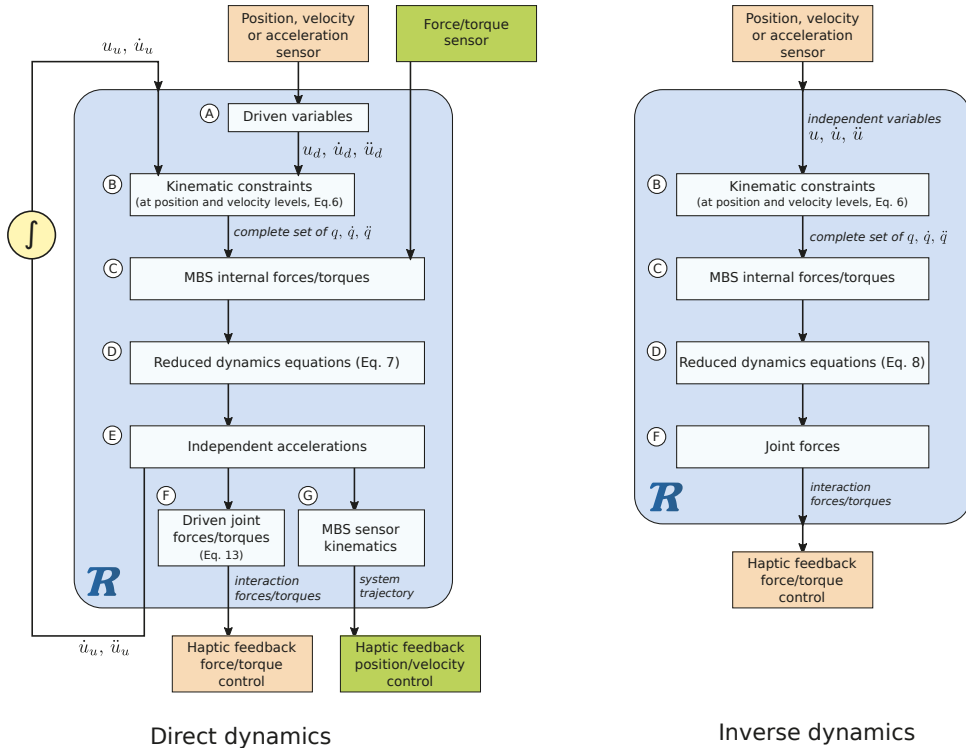 Position, velocity
or acceleration
sensor
Force/torque
sensor
u_u, u̇_u
A
Driven variables
u_d, u̇_d, ü_d
B
Kinematic constraints
(at position and velocity levels, Eq.6)
complete set of q, q̇, q̈
∫
C
MBS internal forces/torques
D
Reduced dynamics equations (Eq. 7)
E
Independent accelerations
F
Driven joint
forces/torques
(Eq. 13)
G
MBS sensor
kinematics
R
interaction
forces/torques
system
trajectory
u̇_u, ü_u
Haptic feedback
force/torque
control
Haptic feedback
position/velocity
control
Direct dynamics
Position, velocity
or acceleration
sensor
independent variables
u, u̇, ü
B
Kinematic constraints
(at position and velocity levels, Eq. 6)
complete set of q, q̇, q̈
C
MBS internal forces/torques
D
Reduced dynamics equations (Eq. 8)
F
Joint forces
R
interaction
forces/torques
Haptic feedback
force/torque
control
Inverse dynamics